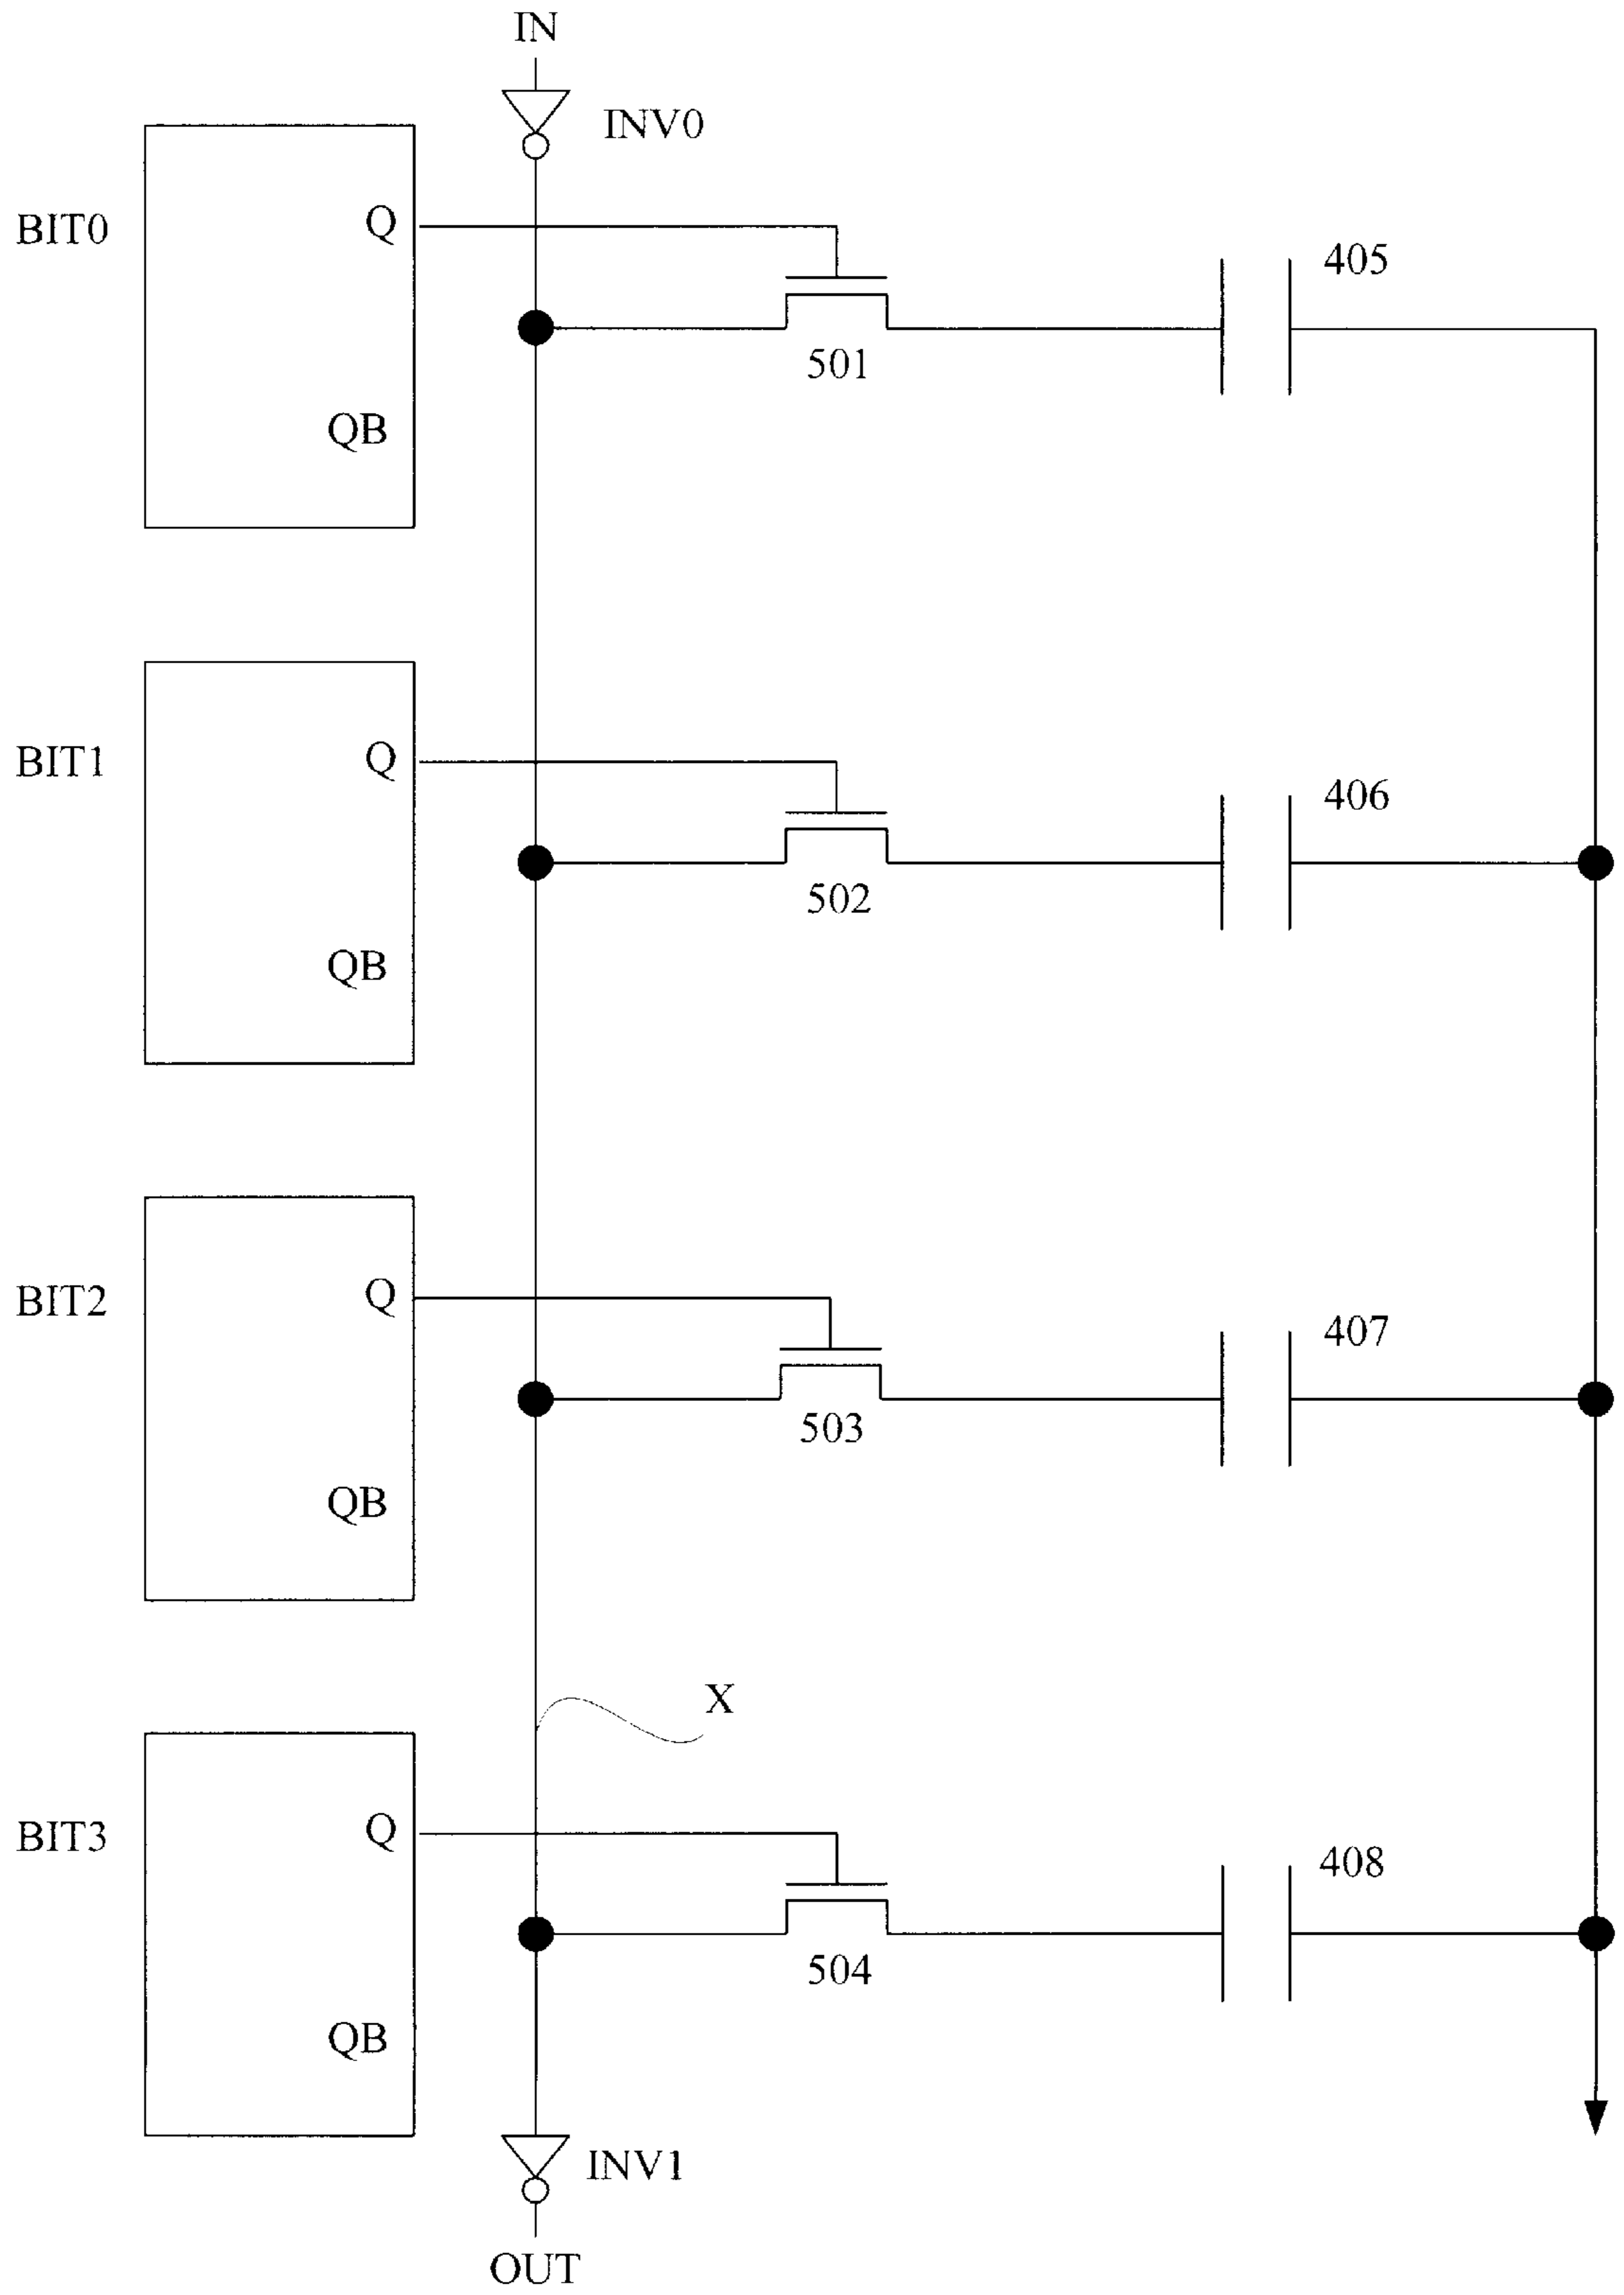 IN
INV0
BIT0
Q
405
501
QB
BIT1
Q
406
502
QB
BIT2
Q
407
503
QB
X
BIT3
Q
408
504
QB
INV1
OUT